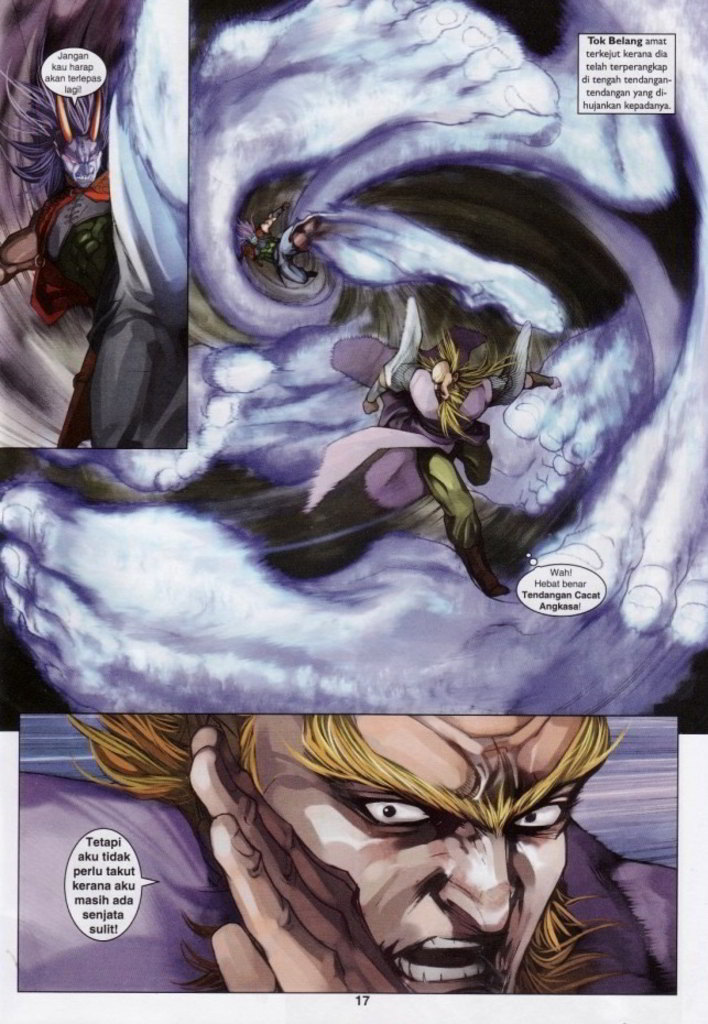 Jangan
kau harap
akan terlepas
lagi!
Tok Belang amat
terkejut kerana dia
telah terperangkap
di tengah tendangan-
tendangan yang di-
hujankan kepadanya.
Wah!
Hebat benar
Tendangan Cacat
Angkasa!
Tetapi
aku tidak
perlu takut
kerana aku
masih ada
senjata
sulit!
17